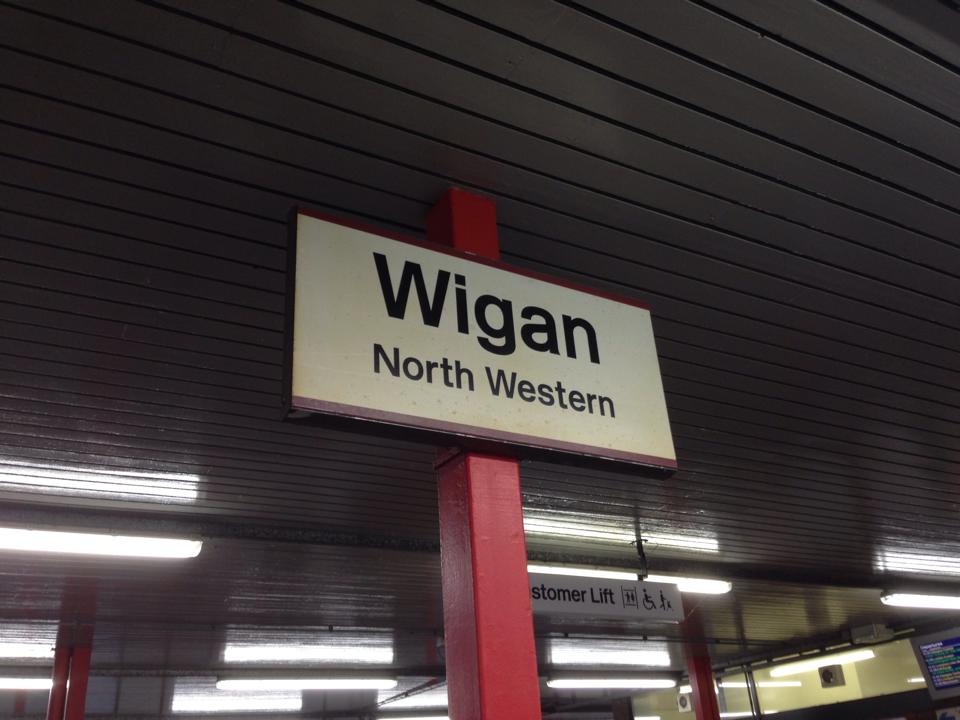 Wigan
North Western
stomer Lift